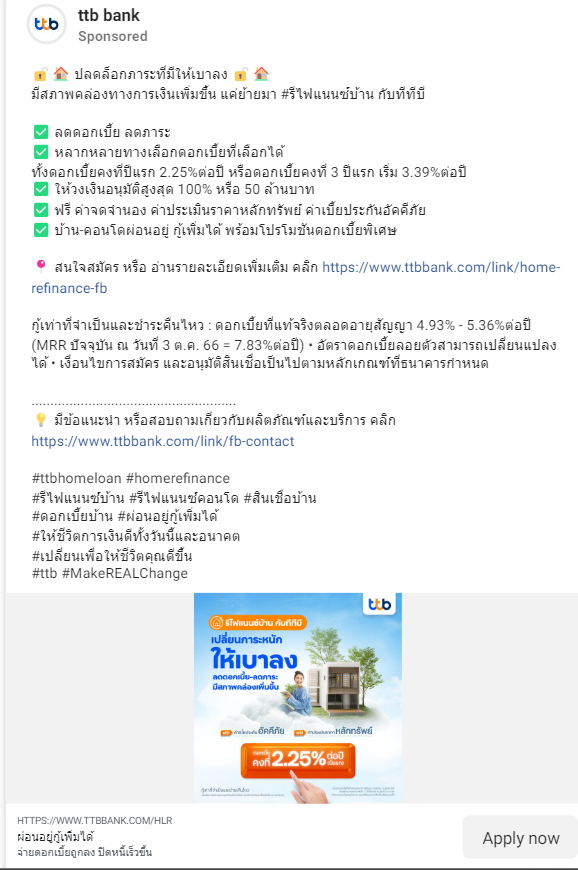 ttb
ttb bank
Sponsored
🔓 🏠 ปลดล็อกภาระที่มีให้เบาลง 🔓 🏠
มีสภาพคล่องทางการเงินเพิ่มขึ้น แค่ย้ายมา #รีไฟแนนซ์บ้าน กับทีทีบี
✅ ลดดอกเบี้ย ลดภาระ
✅ หลากหลายทางเลือกดอกเบี้ยที่เลือกได้
ทั้งดอกเบี้ยคงที่ปีแรก 2.25%ต่อปี หรือดอกเบี้ยคงที่ 3 ปีแรก เริ่ม 3.39%ต่อปี
✅ ให้วงเงินอนุมัติสูงสุด 100% หรือ 50 ล้านบาท
✅ ฟรี ค่าจดจำนอง ค่าประเมินราคาหลักทรัพย์ ค่าเบี้ยประกันอัคคีภัย
✅ บ้าน-คอนโดผ่อนอยู่ กู้เพิ่มได้ พร้อมโปรโมชันดอกเบี้ยพิเศษ
📍 สนใจสมัคร หรือ อ่านรายละเอียดเพิ่มเติม คลิก https://www.ttbbank.com/link/home-
refinance-fb
กู้เท่าที่จำเป็นและชำระคืนไหว : ดอกเบี้ยที่แท้จริงตลอดอายุสัญญา 4.93% - 5.36%ต่อปี
(MRR ปัจจุบัน ณ วันที่ 3 ต.ค. 66 = 7.83%ต่อปี) • อัตราดอกเบี้ยลอยตัวสามารถเปลี่ยนแปลง
ได้ • เงื่อนไขการสมัคร และอนุมัติสินเชื่อเป็นไปตามหลักเกณฑ์ที่ธนาคารกำหนด
......................................................
💡 มีข้อแนะนำ หรือสอบถามเกี่ยวกับผลิตภัณฑ์และบริการ คลิก
https://www.ttbbank.com/link/fb-contact
#ttbhomeloan #homerefinance
#รีไฟแนนซ์บ้าน #รีไฟแนนซ์คอนโด #สินเชื่อบ้าน
#ดอกเบี้ยบ้าน #ผ่อนอยู่กู้เพิ่มได้
#ให้ชีวิตการเงินดีทั้งวันนี้และอนาคต
#เปลี่ยนเพื่อให้ชีวิตคุณดีขึ้น
#ttb #MakeREALChange
ttb
รีไฟแนนซ์บ้าน กับทีทีบี
เปลี่ยนภาระหนัก
ให้เบาลง
ลดดอกเบี้ย-ลดภาระ
มีสภาพคล่องเพิ่มขึ้น
ฟรี ค่าเบี้ยประกัน อัคคีภัย ฟรี ค่าประเมินราคา หลักทรัพย์
ดอกเบี้ย คงที่ 2.25% ต่อปี
HTTPS://WWW.TTBBANK.COM/HLR
ผ่อนอยู่กู้เพิ่มได้
จ่ายดอกเบี้ยถูกลง ปิดหนี้เร็วขึ้น
Apply now